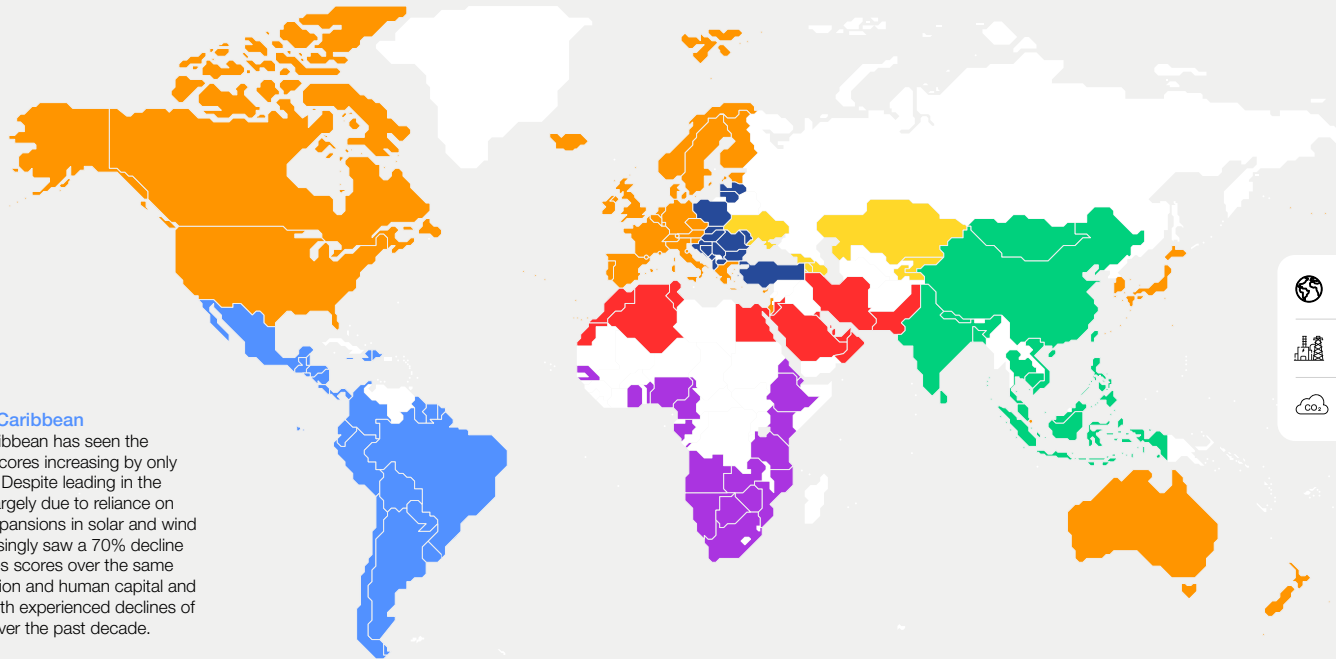 Caribbean
ibbean has seen the
cores increasing by only
Despite leading in the
argely due to reliance on
pansions in solar and wind
singly saw a 70% decline
s scores over the same
ion and human capital and
th experienced declines of
ver the past decade.
CO₂